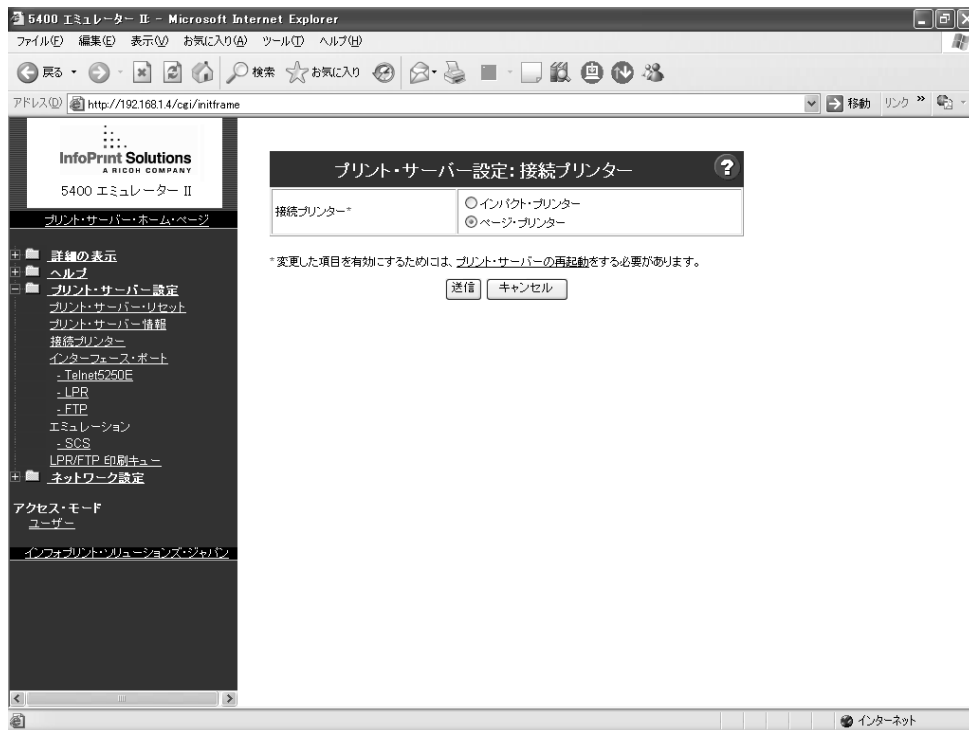 5400 エミュレーター II: - Microsoft Internet Explorer
ファイル(F) 編集(E) 表示(V) お気に入り(A) ツール(T) ヘルプ(H)
戻る 検索 お気に入り
アドレス(D) http://192.168.1.4/cgi/initframe 移動 リンク »
InfoPrint Solutions
A RICOH COMPANY
5400 エミュレーター II
プリント・サーバー・ホーム・ページ
詳細の表示
ヘルプ
プリント・サーバー設定
プリント・サーバー・リセット
プリント・サーバー情報
接続プリンター
インターフェース・ポート
- Telnet5250E
- LPR
- FTP
エミュレーション
- SCS
LPR/FTP 印刷キュー
ネットワーク設定
アクセス・モード
ユーザー
インフォプリント・ソリューションズ・ジャパン
プリント・サーバー設定: 接続プリンター ?
接続プリンター*
インパクト・プリンター
ページ・プリンター
*変更した項目を有効にするためには、プリント・サーバーの再起動をする必要があります。
送信 キャンセル
インターネット